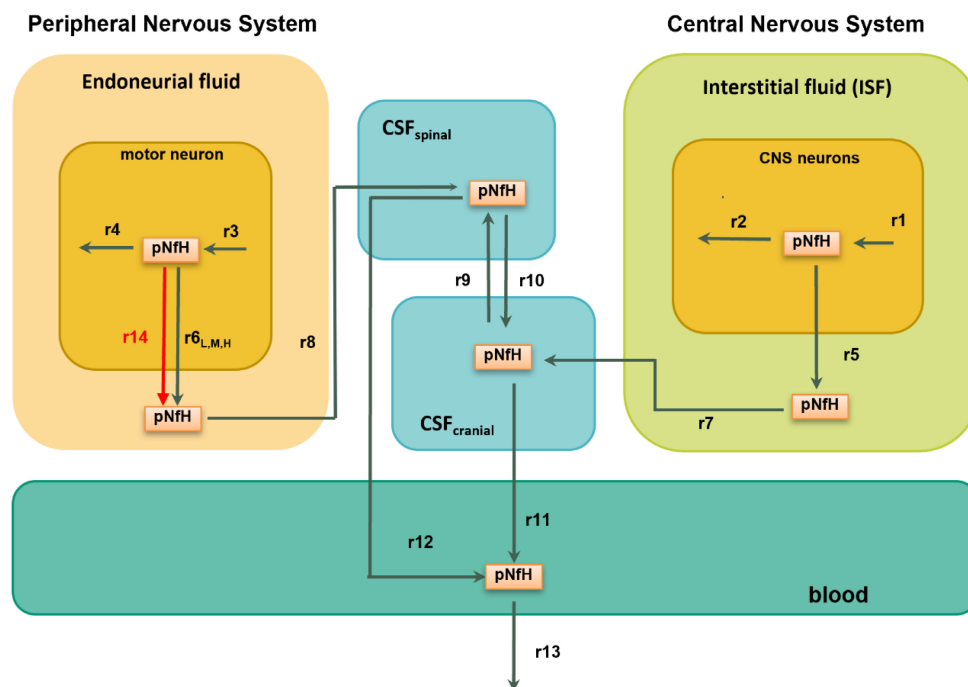 Peripheral Nervous System
Central Nervous System
Endoneurial fluid
Interstitial fluid (ISF)
CSFspinal
motor neuron
CNS neurons
pNfH
r4
r3
pNfH
r2
r1
pNfH
r14
r6L,M,H
r8
r9
r10
pNfH
r5
pNfH
pNfH
r7
CSFcranial
r11
r12
pNfH
blood
r13